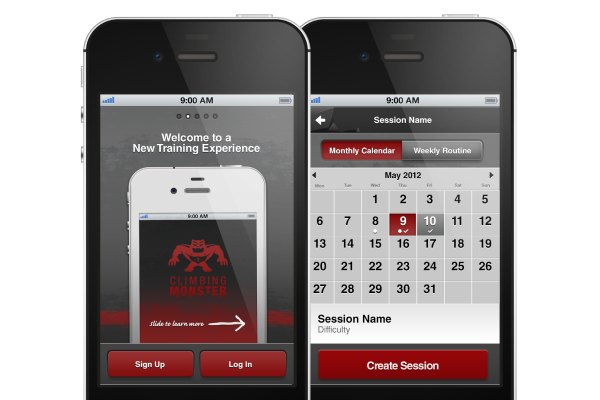 9:00 AM
Welcome to a
New Training Experience
9:00 AM
CLIMBING
MONSTER
Slide to learn more
Sign Up
Log In
9:00 AM
Session Name
Monthly Calendar
Weekly Routine
May 2012
Mon. Tue. Wed. Thu. Fri. Sat. Sun.
1 2 3 4 5
6 7 8 9 10 11 12
13 14 15 16 17 18 19
20 21 22 23 24 25 26
27 28 29 30 31
Session Name
Difficulty
Create Session